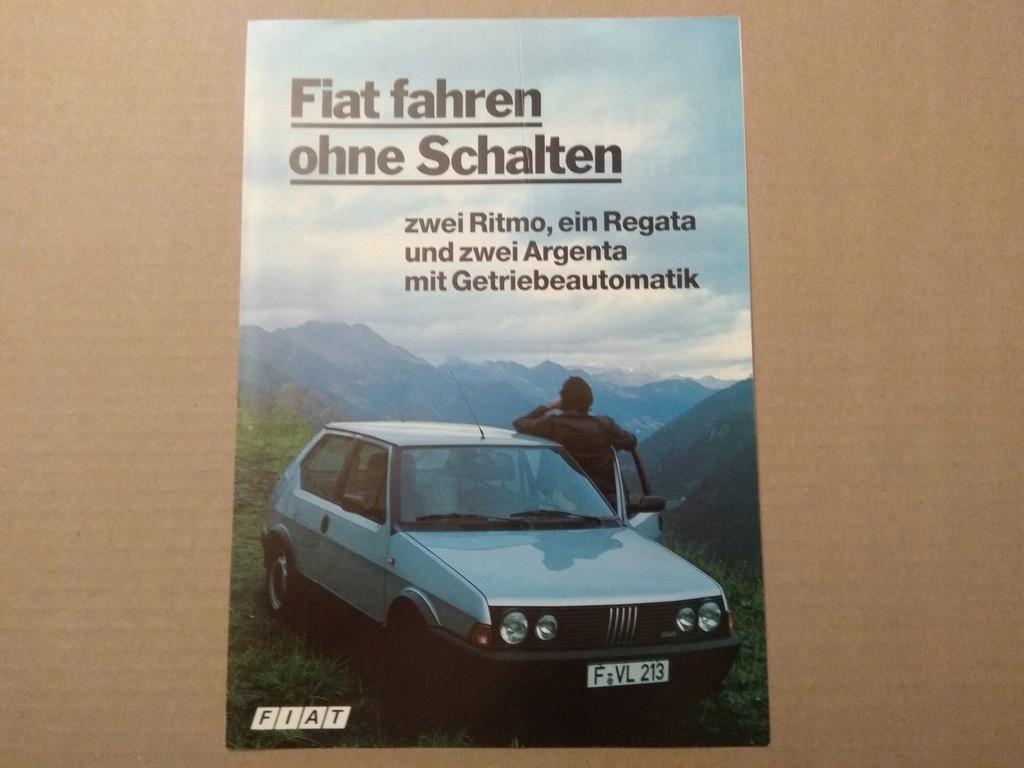 Fiat fahren
ohne Schalten
zwei Ritmo, ein Regata
und zwei Argenta
mit Getriebeautomatik
F-VL 213
FIAT